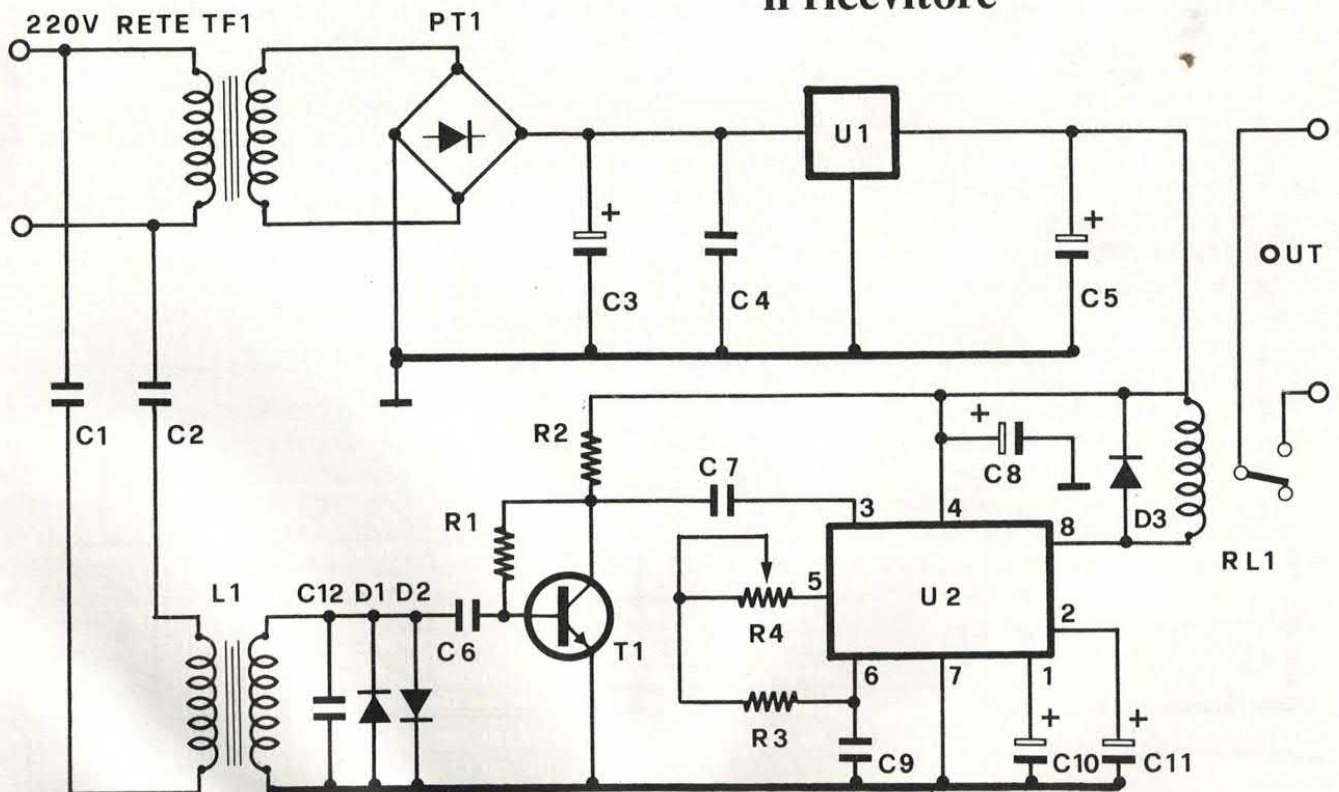 il ricevitore
220V RETE TF1
PT1
U1
+
C3
C4
+
C5
OUT
C1
C2
R2
+
C8
D3
C7
R1
3
4
8
RL1
L1
C12 D1 D2
C6
T1
5
R4
U2
2
6
7
1
R3
C9
+
C10
+
C11